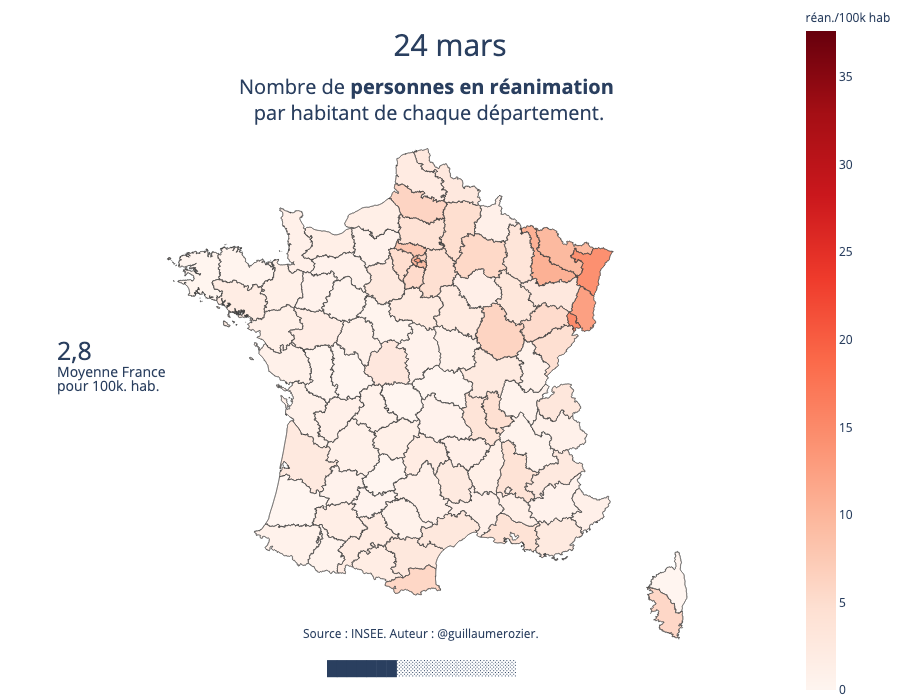 réan./100k hab
24 mars
Nombre de personnes en réanimation
par habitant de chaque département.
35
30
25
20
15
10
5
0
2,8
Moyenne France
pour 100k. hab.
Source : INSEE. Auteur : @guillaumerozier.